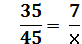 35/45 = 7/x